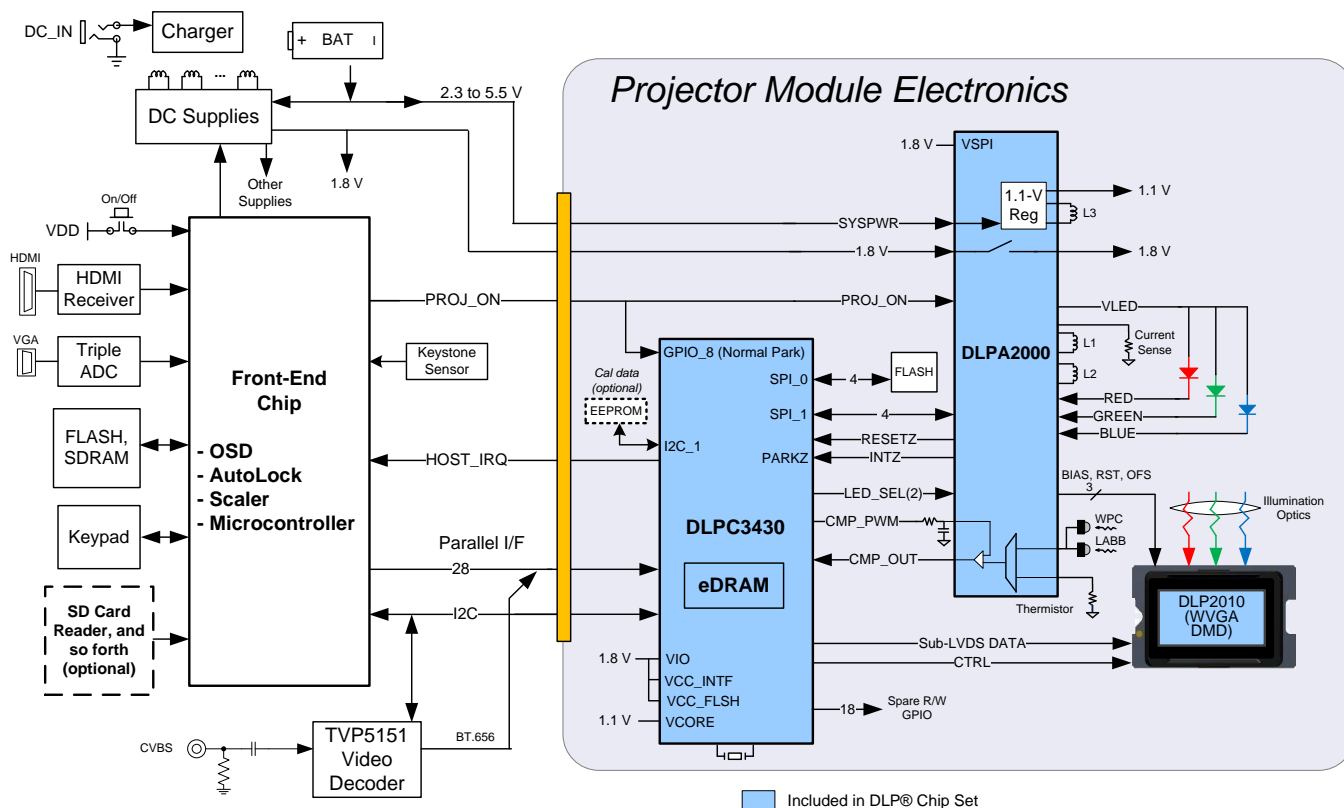 DC_IN
Charger
+ BAT I
DC Supplies
...
2.3 to 5.5 V
Other
Supplies
1.8 V
On/Off
VDD
HDMI
HDMI
Receiver
VGA
Triple
ADC
FLASH,
SDRAM
Keypad
SD Card
Reader, and
so forth
(optional)
Front-End
Chip
- OSD
- AutoLock
- Scaler
- Microcontroller
PROJ_ON
Keystone
Sensor
HOST_IRQ
Parallel I/F
28
I2C
CVBS
TVP5151
Video
Decoder
BT.656
Projector Module Electronics
SYSPWR
1.8 V
PROJ_ON
1.8 V
VSPI
1.1-V
Reg
1.1 V
L3
1.8 V
DLPA2000
VLED
Current
Sense
L1
L2
RED
GREEN
BLUE
BIAS, RST, OFS
3
WPC
LABB
Thermistor
Illumination
Optics
DLP2010
(WVGA
DMD)
GPIO_8 (Normal Park)
Cal data
(optional)
EEPROM
I2C_1
SPI_0
4
FLASH
SPI_1
4
RESETZ
PARKZ
INTZ
LED_SEL(2)
DLPC3430
CMP_PWM
CMP_OUT
eDRAM
Sub-LVDS DATA
CTRL
1.8 V
VIO
VCC_INTF
VCC_FLSH
1.1 V
VCORE
18
Spare R/W
GPIO
Included in DLP® Chip Set